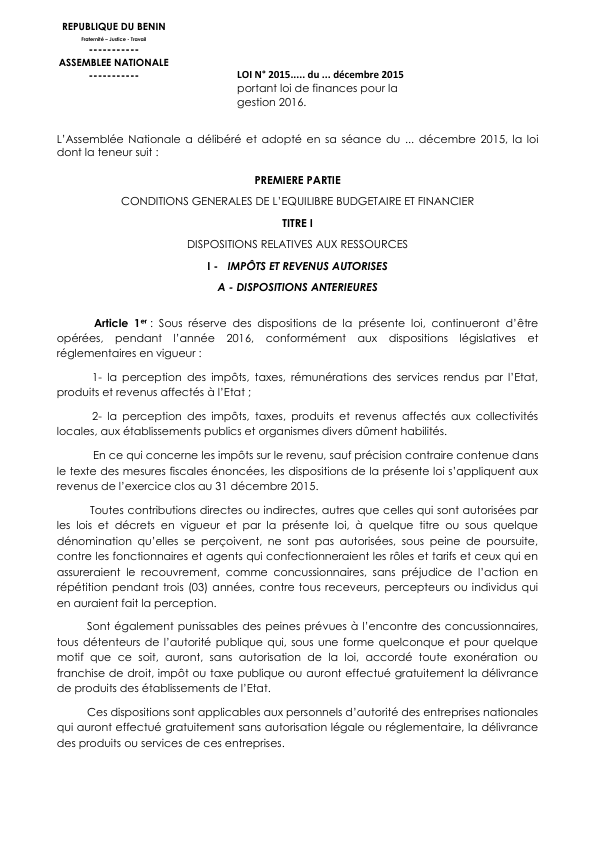 REPUBLIQUE DU BENIN
Fraternité – Justice - Travail
-----------
ASSEMBLEE NATIONALE
-----------
LOI N° 2015..... du ... décembre 2015
portant loi de finances pour la
gestion 2016.
L’Assemblée Nationale a délibéré et adopté en sa séance du ... décembre 2015, la loi
dont la teneur suit :
PREMIERE PARTIE
CONDITIONS GENERALES DE L’EQUILIBRE BUDGETAIRE ET FINANCIER
TITRE I
DISPOSITIONS RELATIVES AUX RESSOURCES
I - IMPÔTS ET REVENUS AUTORISES
A - DISPOSITIONS ANTERIEURES
Article 1er : Sous réserve des dispositions de la présente loi, continueront d’être
opérées, pendant l’année 2016, conformément aux dispositions législatives et
réglementaires en vigueur :
1- la perception des impôts, taxes, rémunérations des services rendus par l’Etat,
produits et revenus affectés à l’Etat ;
2- la perception des impôts, taxes, produits et revenus affectés aux collectivités
locales, aux établissements publics et organismes divers dûment habilités.
En ce qui concerne les impôts sur le revenu, sauf précision contraire contenue dans
le texte des mesures fiscales énoncées, les dispositions de la présente loi s’appliquent aux
revenus de l’exercice clos au 31 décembre 2015.
Toutes contributions directes ou indirectes, autres que celles qui sont autorisées par
les lois et décrets en vigueur et par la présente loi, à quelque titre ou sous quelque
dénomination qu’elles se perçoivent, ne sont pas autorisées, sous peine de poursuite,
contre les fonctionnaires et agents qui confectionneraient les rôles et tarifs et ceux qui en
assureraient le recouvrement, comme concussionnaires, sans préjudice de l’action en
répétition pendant trois (03) années, contre tous receveurs, percepteurs ou individus qui
en auraient fait la perception.
Sont également punissables des peines prévues à l’encontre des concussionnaires,
tous détenteurs de l’autorité publique qui, sous une forme quelconque et pour quelque
motif que ce soit, auront, sans autorisation de la loi, accordé toute exonération ou
franchise de droit, impôt ou taxe publique ou auront effectué gratuitement la délivrance
de produits des établissements de l’Etat.
Ces dispositions sont applicables aux personnels d’autorité des entreprises nationales
qui auront effectué gratuitement sans autorisation légale ou réglementaire, la délivrance
des produits ou services de ces entreprises.